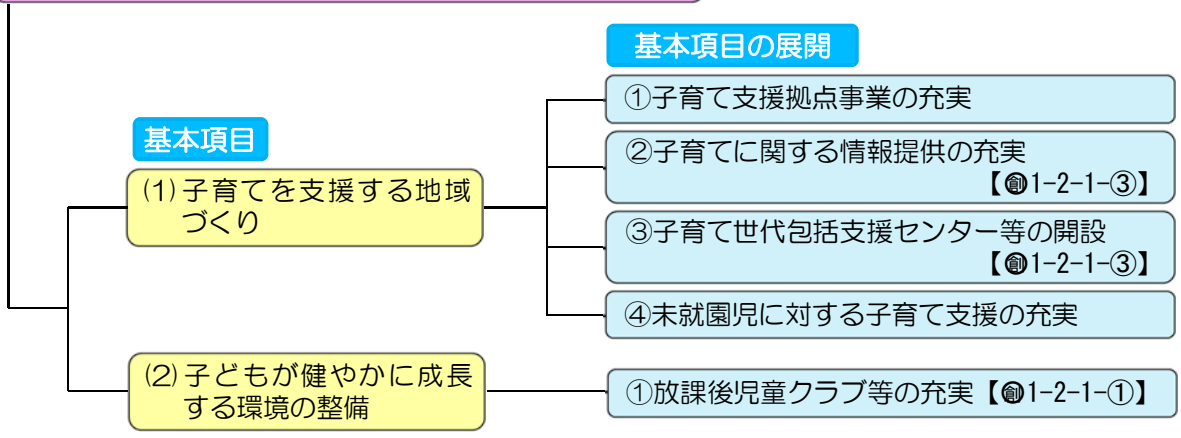 基本項目の展開
基本項目
(1)子育てを支援する地域
づくり
①子育て支援拠点事業の充実
②子育てに関する情報提供の充実
【創1-2-1-③】
③子育て世代包括支援センター等の開設
【創1-2-1-③】
④未就園児に対する子育て支援の充実
(2)子どもが健やかに成長
する環境の整備
①放課後児童クラブ等の充実【創1-2-1-①】